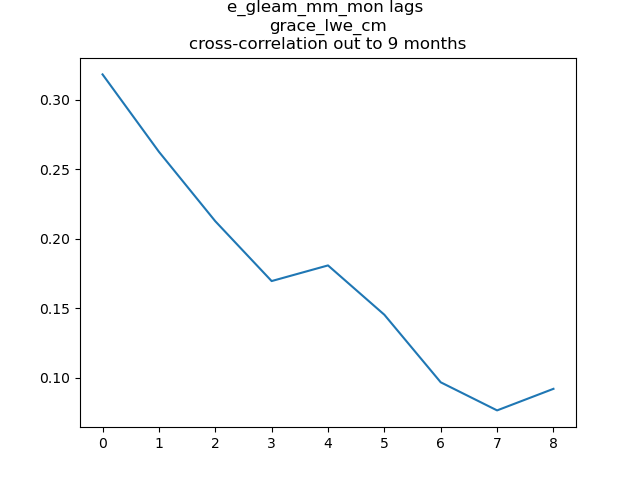 e_gleam_mm_mon lags
grace_lwe_cm
cross-correlation out to 9 months
0.30
0.25
0.20
0.15
0.10
0 1 2 3 4 5 6 7 8